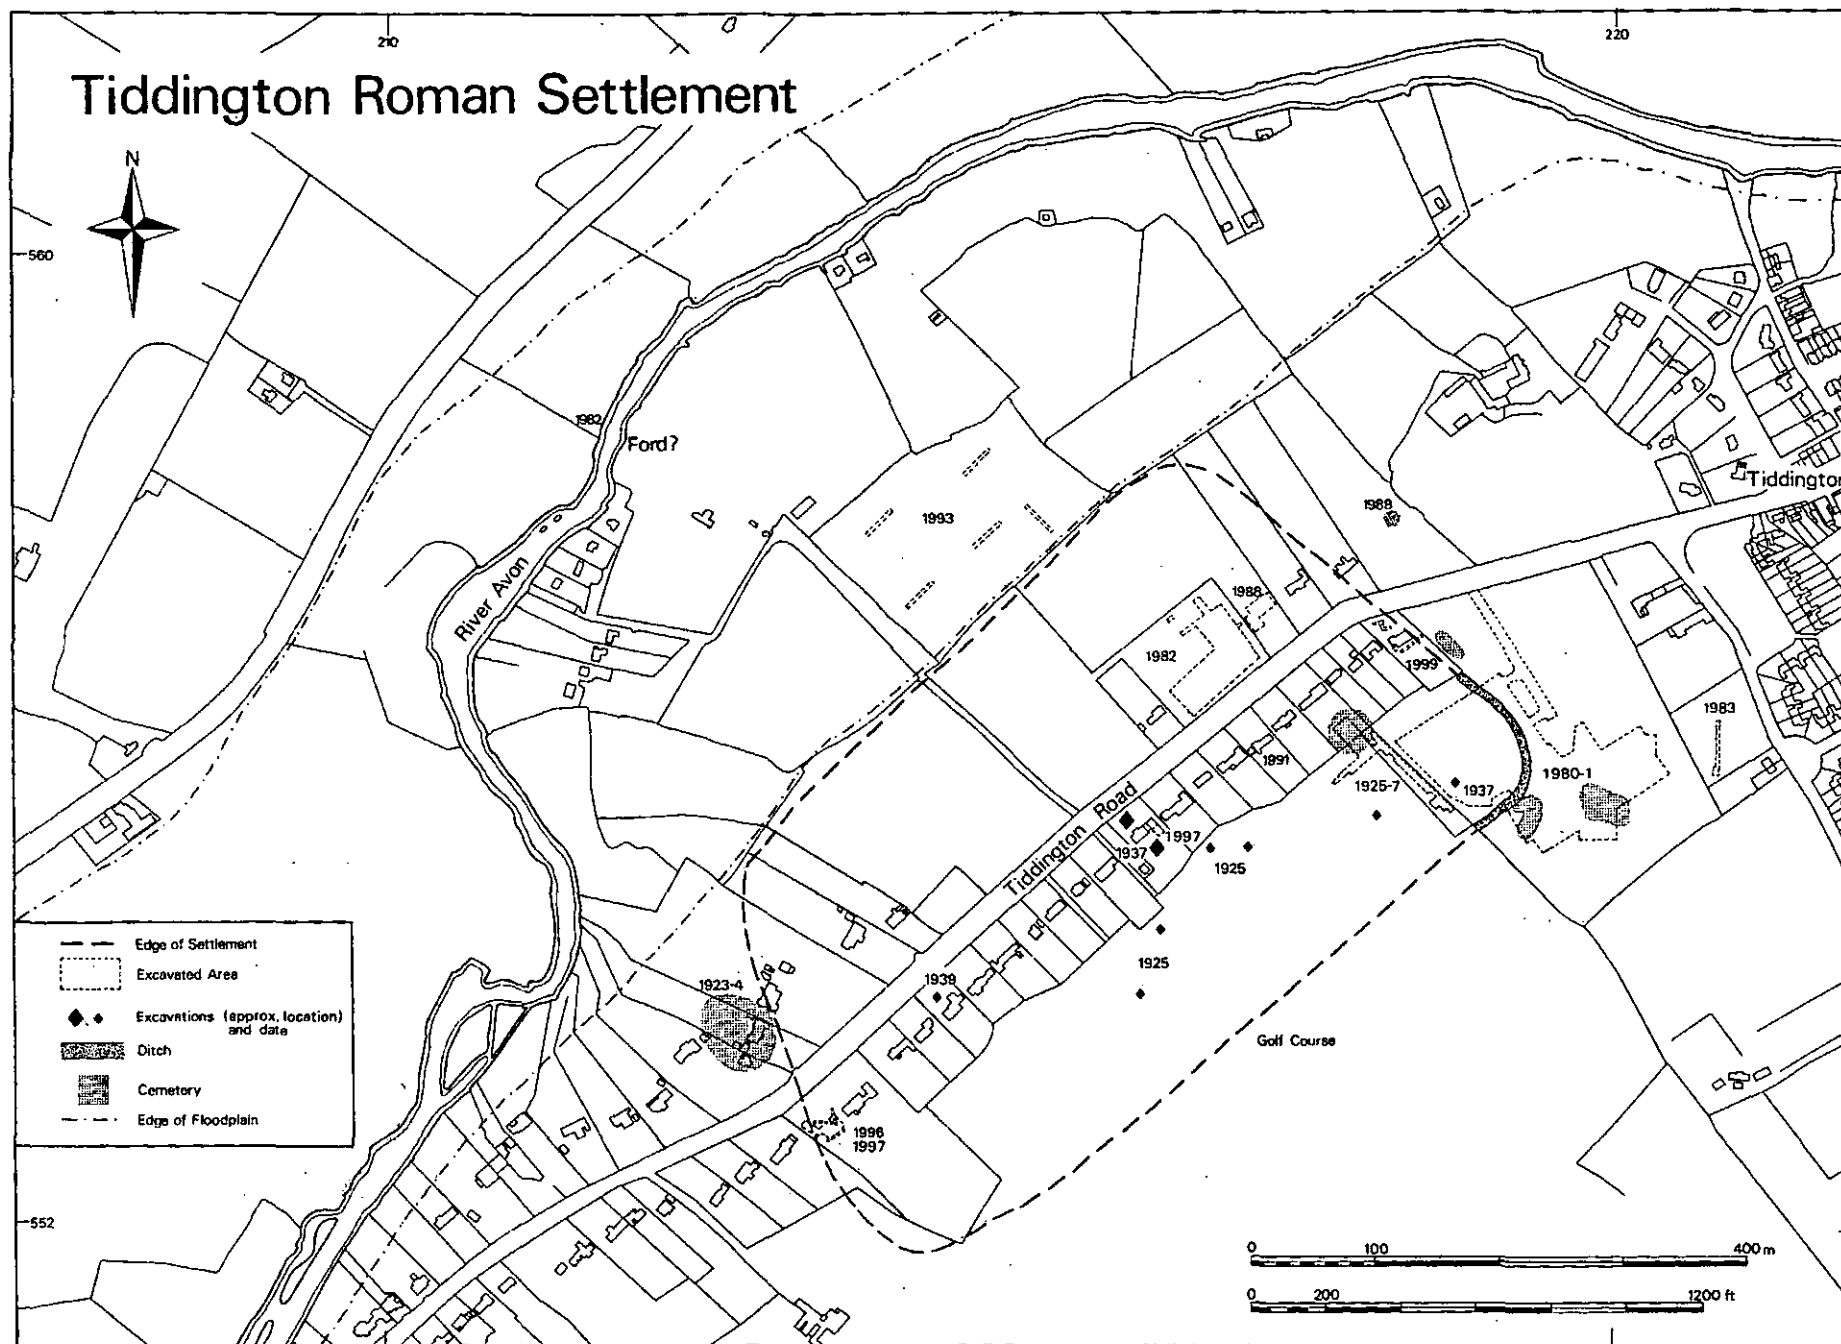 210
220
Tiddington Roman Settlement
N
560
1982
Ford?
1993
1988
Tiddington
River Avon
1988
1982
1999
1983
1991
1980-1
1925-7
1937
Tiddington Road
1997
1937
1925
1925
1923-4
1939
Golf Course
1996
1997
552
Edge of Settlement
Excavated Area
Excavations (approx. location)
and date
Ditch
Cemetery
Edge of Floodplain
0 100 400 m
0 200 1200 ft